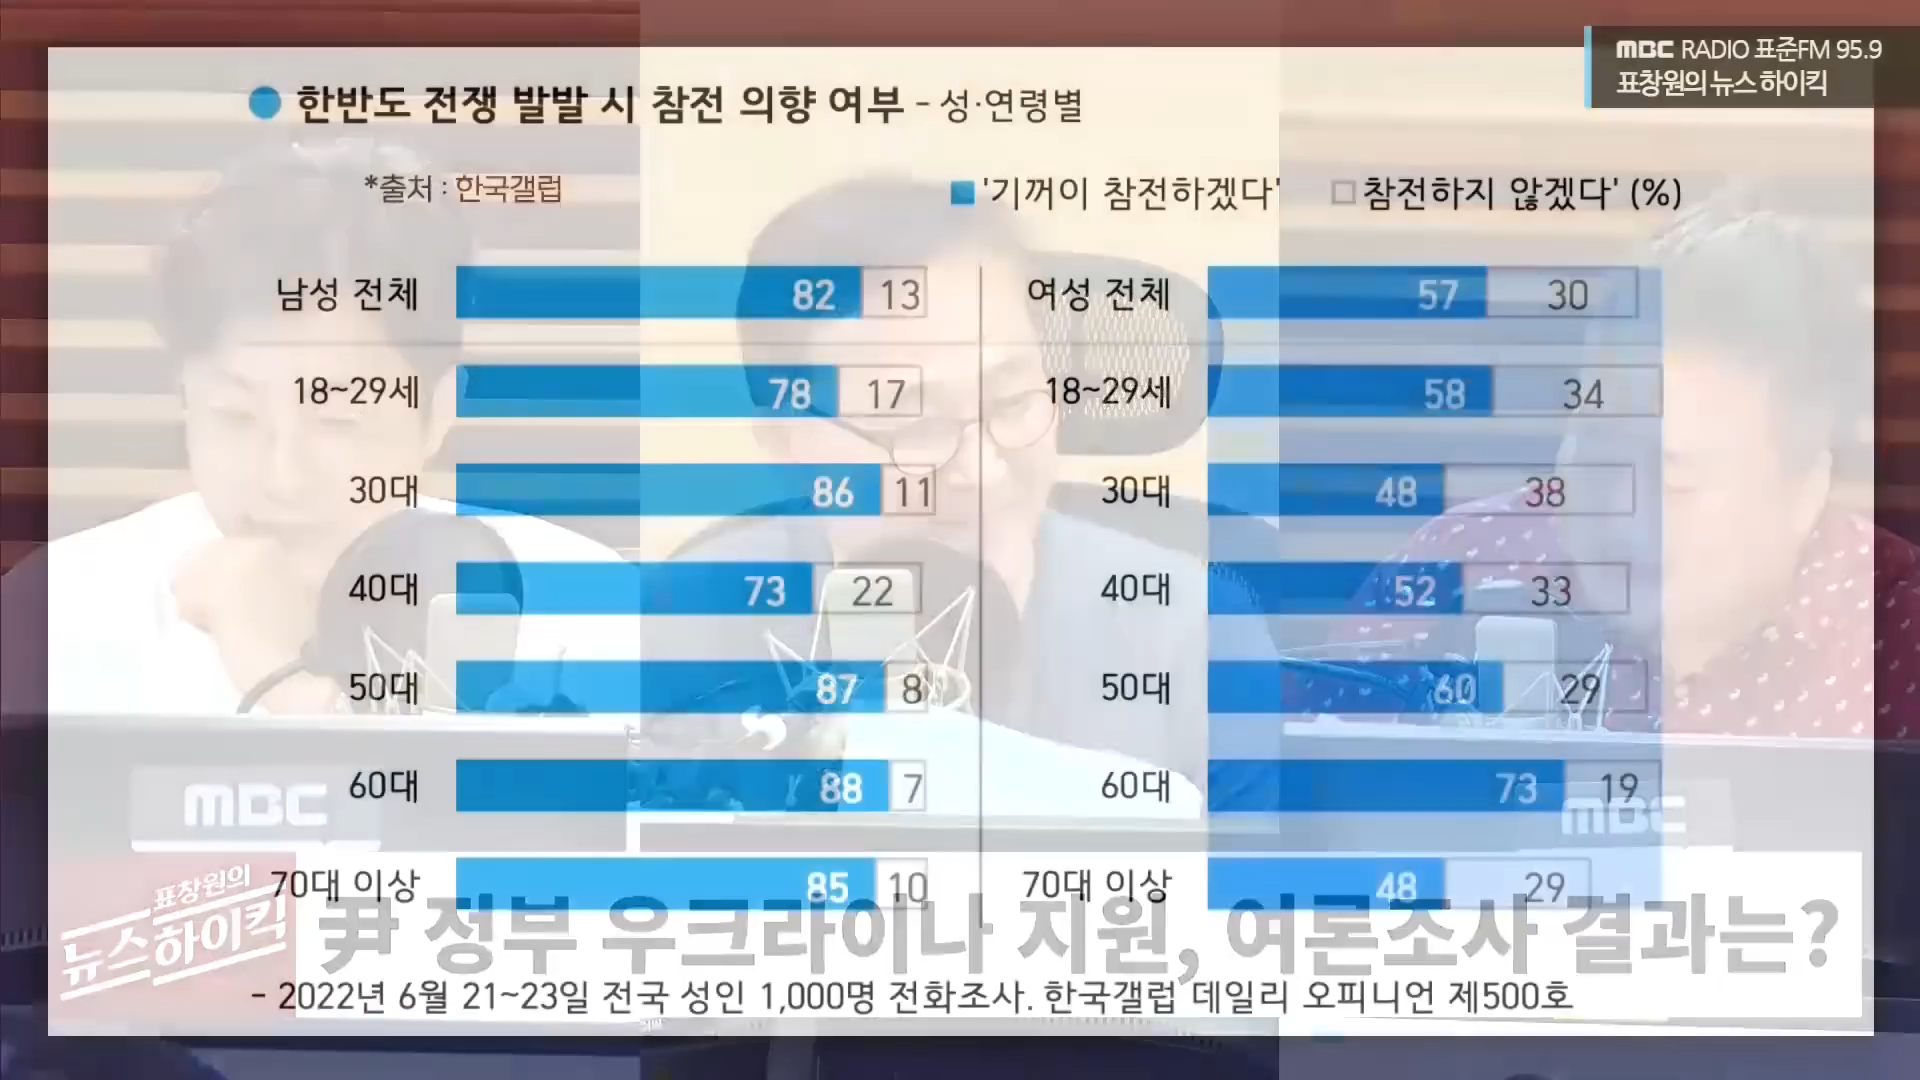 MBC RADIO 표준FM 95.9
표창원의 뉴스 하이킥
한반도 전쟁 발발 시 참전 의향 여부 - 성·연령별
*출처 : 한국갤럽
'기꺼이 참전하겠다' 참전하지 않겠다' (%)
남성 전체 82 13 여성 전체 57 30
18~29세 78 17 18~29세 58 34
30대 86 11 30대 48 38
40대 73 22 40대 52 33
50대 87 8 50대 60 29
60대 88 7 60대 73 19
MBC MBC
70대 이상 85 10 70대 이상 48 29
표창원의
뉴스하이킥
尹 정부 우크라이나 지원, 여론조사 결과는?
- 2022년 6월 21~23일 전국 성인 1,000명 전화조사. 한국갤럽 데일리 오피니언 제500호